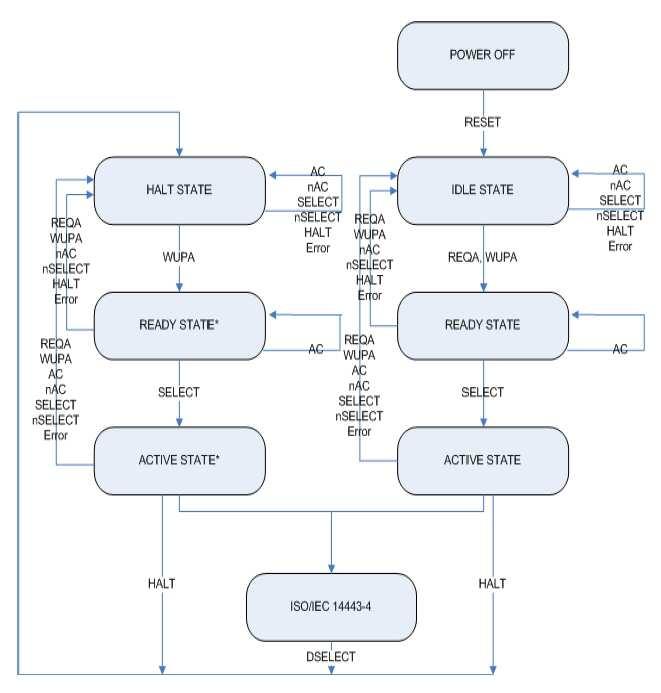 POWER OFF
RESET
HALT STATE
AC
nAC
SELECT
nSELECT
HALT
Error
IDLE STATE
AC
nAC
SELECT
nSELECT
HALT
Error
REQA
WUPA
nAC
nSELECT
HALT
Error
WUPA
REQA
WUPA
nAC
nSELECT
HALT
Error
REQA, WUPA
READY STATE*
AC
READY STATE
AC
REQA
WUPA
AC
nAC
SELECT
nSELECT
Error
SELECT
REQA
WUPA
AC
nAC
SELECT
nSELECT
Error
SELECT
ACTIVE STATE*
ACTIVE STATE
HALT
HALT
ISO/IEC 14443-4
DSELECT